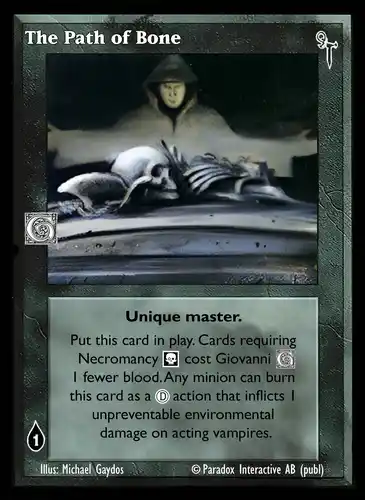 The Path of Bone
Unique master.
Put this card in play. Cards requiring
Necromancy cost Giovanni
1 fewer blood. Any minion can burn
this card as a D action that inflicts 1
unpreventable environmental
damage on acting vampires.
1
Illus: Michael Gaydos © Paradox Interactive AB (publ)